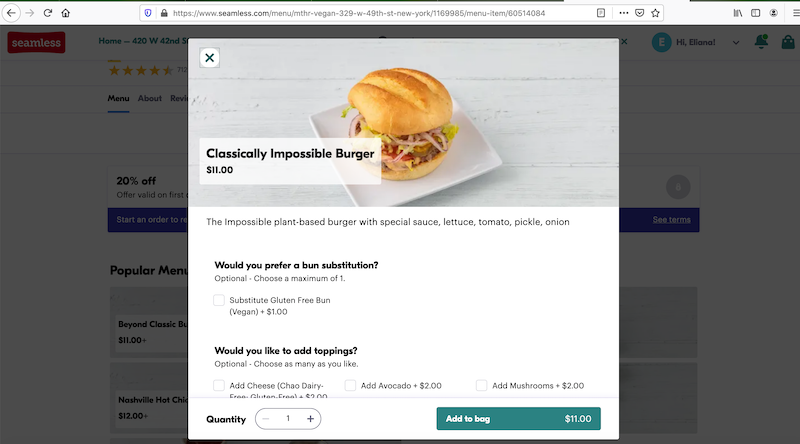 https://www.seamless.com/menu/mthr-vegan-329-w-49th-st-new-york/1169985/menu-item/60514084
seamless
Home – 420 W 42nd
E
Hi, Eliana!
Menu About
Classically Impossible Burger
$11.00
20% off
Offer valid on first
6
Start an order to
See terms
The Impossible plant-based burger with special sauce, lettuce, tomato, pickle, onion
Would you prefer a bun substitution?
Optional - Choose a maximum of 1.
Popular Menu
Substitute Gluten Free Bun
(Vegan) + $1.00
Beyond Classic
$11.00+
Would you like to add toppings?
Optional - Choose as many as you like.
Add Cheese (Chao Dairy-
Free- Gluten-Free) + $2.00
Add Avocado + $2.00
Add Mushrooms + $2.00
Nashville Hot
$12.00+
Quantity
1
Add to bag $11.00